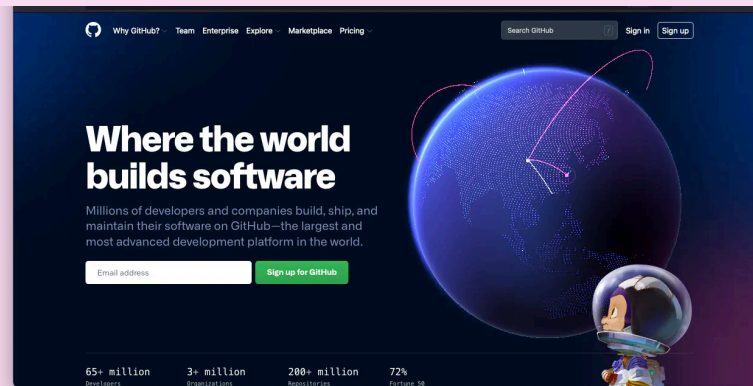 Why GitHub? Team Enterprise Explore Marketplace Pricing Search GitHub / Sign in Sign up
Where the world
builds software
Millions of developers and companies build, ship, and
maintain their software on GitHub—the largest and
most advanced development platform in the world.
Email address Sign up for GitHub
65+ million 3+ million 200+ million 72%
Developers Organizations Repositories Fortune 50